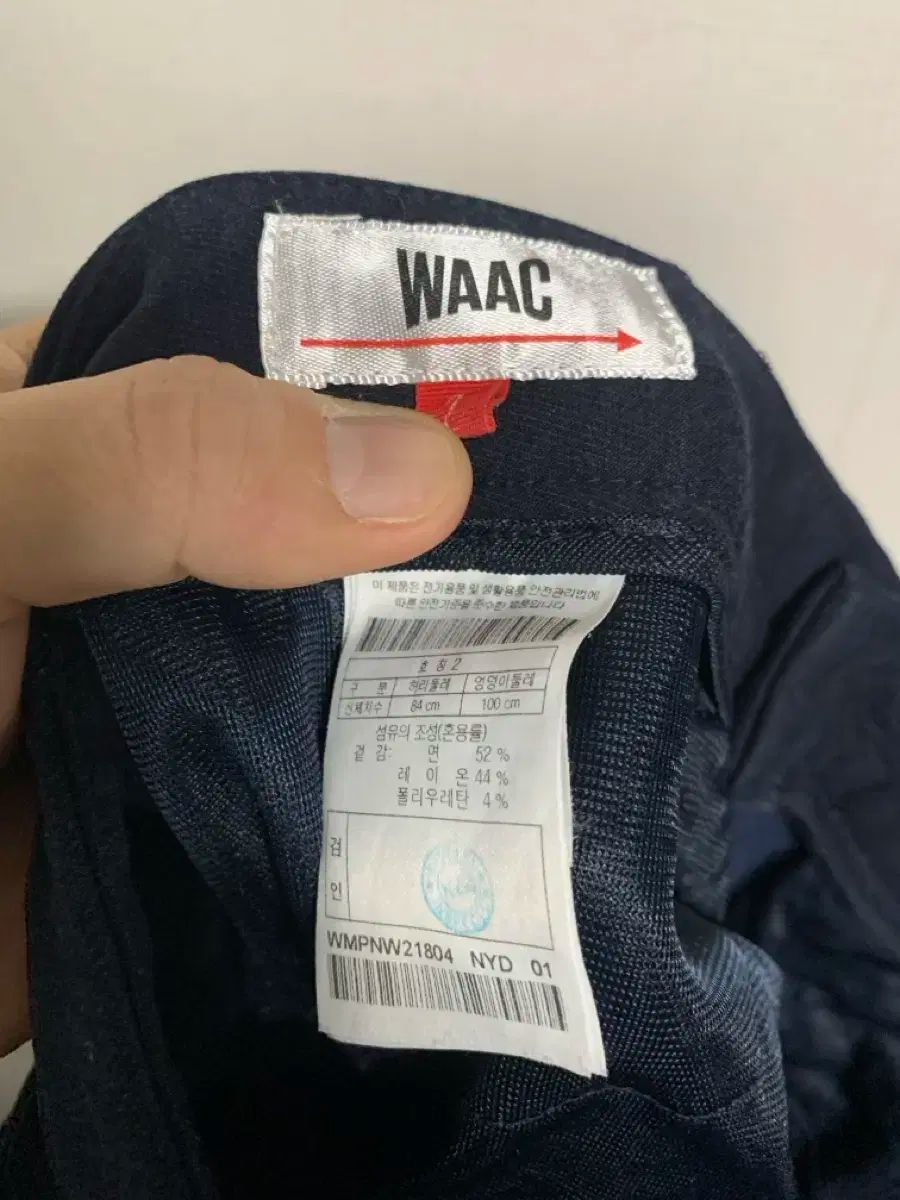 WAAC
이 제품은 전기용품 및 생활용품 안전관리법에
따른 안전기준을 준수한 제품입니다
호 칭 2
구 분 허리둘레 엉덩이둘레
신체치수 84 cm 100 cm
섬유의 조성(혼용률)
겉 감: 면 52 %
레 이 온 44 %
폴리우레탄 4 %
검
인
WMPNW21804 NYD 01